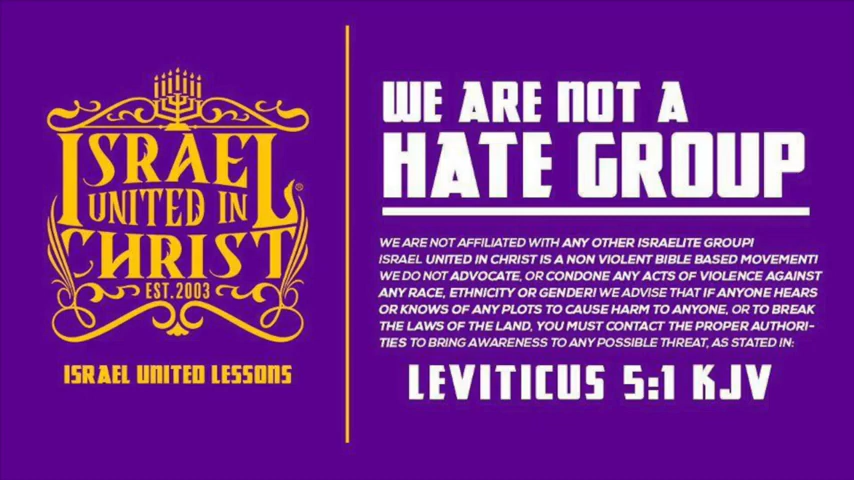 ISRAEL
UNITED IN
CHRIST®
EST. 2003
ISRAEL UNITED LESSONS
WE ARE NOT A
HATE GROUP
WE ARE NOT AFFILIATED WITH ANY OTHER ISRAELITE GROUP!
ISRAEL UNITED IN CHRIST IS A NON VIOLENT BIBLE BASED MOVEMENT!
WE DO NOT ADVOCATE, OR CONDONE ANY ACTS OF VIOLENCE AGAINST
ANY RACE, ETHNICITY OR GENDER! WE ADVISE THAT IF ANYONE HEARS
OR KNOWS OF ANY PLOTS TO CAUSE HARM TO ANYONE, OR TO BREAK
THE LAWS OF THE LAND, YOU MUST CONTACT THE PROPER AUTHORI-
TIES TO BRING AWARENESS TO ANY POSSIBLE THREAT, AS STATED IN:
LEVITICUS 5:1 KJV